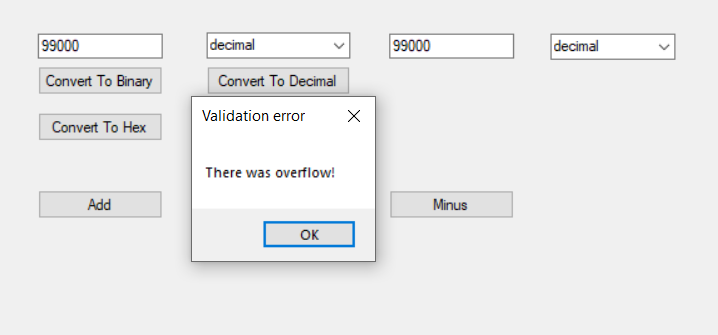 99000 decimal 99000 decimal
Convert To Binary Convert To Decimal
Validation error
Convert To Hex
There was overflow!
Add Minus
OK